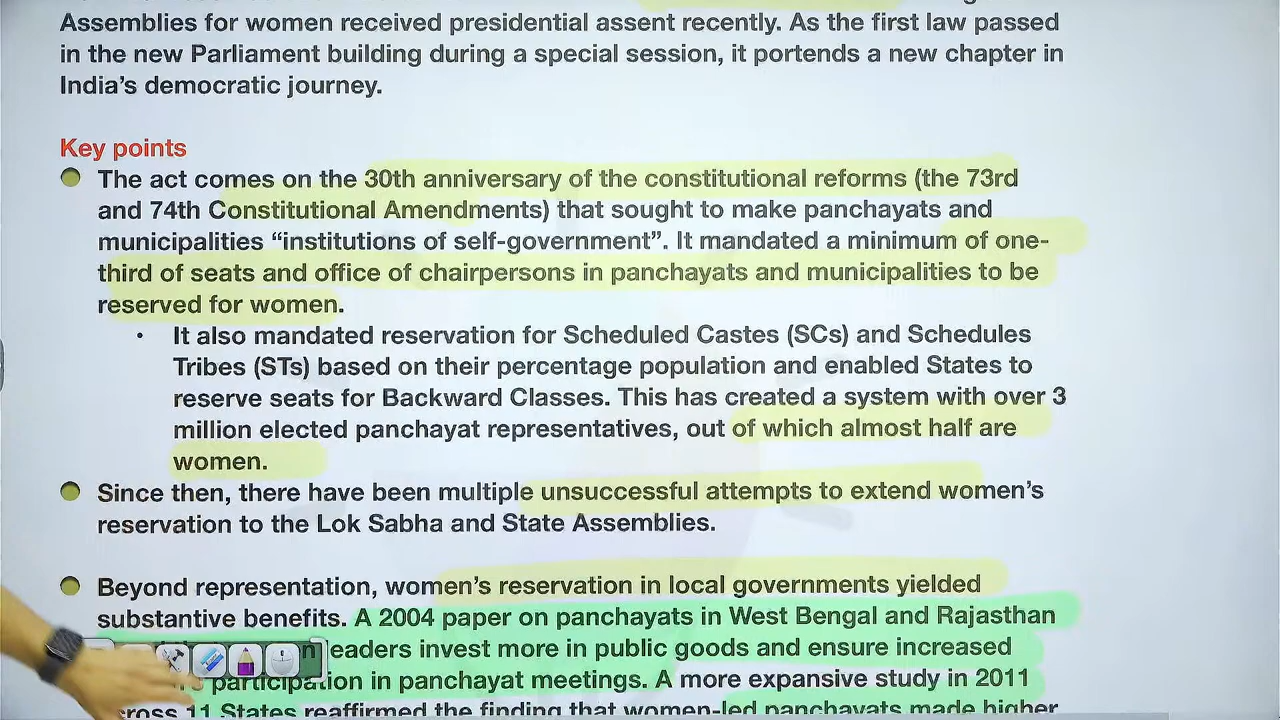 Assemblies for women received presidential assent recently. As the first law passed
in the new Parliament building during a special session, it portends a new chapter in
India's democratic journey.
Key points
The act comes on the 30th anniversary of the constitutional reforms (the 73rd
and 74th Constitutional Amendments) that sought to make panchayats and
municipalities “institutions of self-government”. It mandated a minimum of one-
third of seats and office of chairpersons in panchayats and municipalities to be
reserved for women.
It also mandated reservation for Scheduled Castes (SCs) and Schedules
Tribes (STs) based on their percentage population and enabled States to
reserve seats for Backward Classes. This has created a system with over 3
million elected panchayat representatives, out of which almost half are
women.
Since then, there have been multiple unsuccessful attempts to extend women's
reservation to the Lok Sabha and State Assemblies.
Beyond representation, women's reservation in local governments yielded
substantive benefits. A 2004 paper on panchayats in West Bengal and Rajasthan
leaders invest more in public goods and ensure increased
participation in panchayat meetings. A more expansive study in 2011
11 States reaffirmed the finding that women-led panchayats made higher